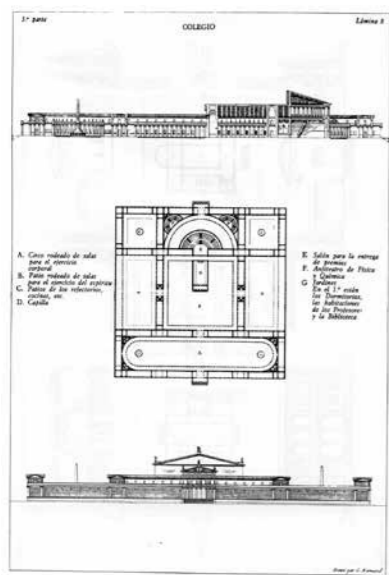 3.ª parte
Lámina 8
COLEGIO
A. Circo rodeado de salas
para el ejercicio
corporal
B. Patio rodeado de salas
para el ejercicio del espíritu
C. Patios de los refectorios,
cocinas, etc.
D. Capilla
E. Salón para la entrega
de premios
F. Anfiteatro de Física
y Química
G. Jardines
En el 1.º están
los Dormitorios,
las habitaciones
de los Profesores
y la Biblioteca